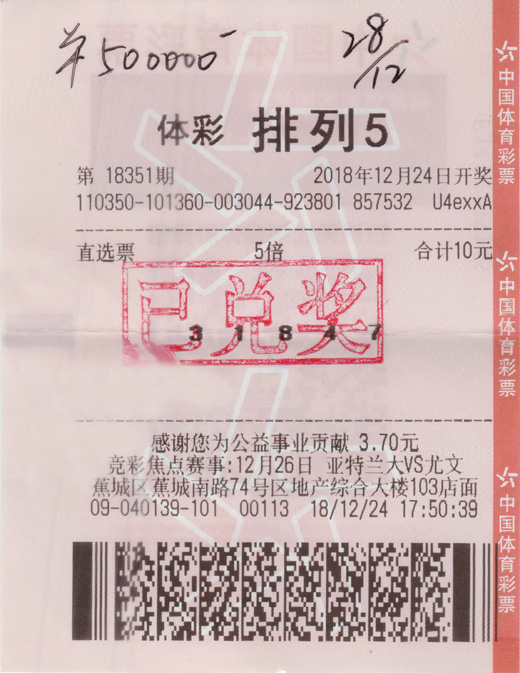 ￥500000 28/12
体彩 排列5
第 18351期 2018年12月24日开奖
110350-101360-003044-923801 857532 U4exxA
直选票 5倍 合计10元
已兑奖
3 1 8 4 7
感谢您为公益事业贡献 3.70元
竞彩焦点赛事:12月26日 亚特兰大VS尤文
蕉城区蕉城南路74号区地产综合大楼103店面
09-040139-101 00113 18/12/24 17:50:39
中国体育彩票
中国体育彩票
中国体育彩票